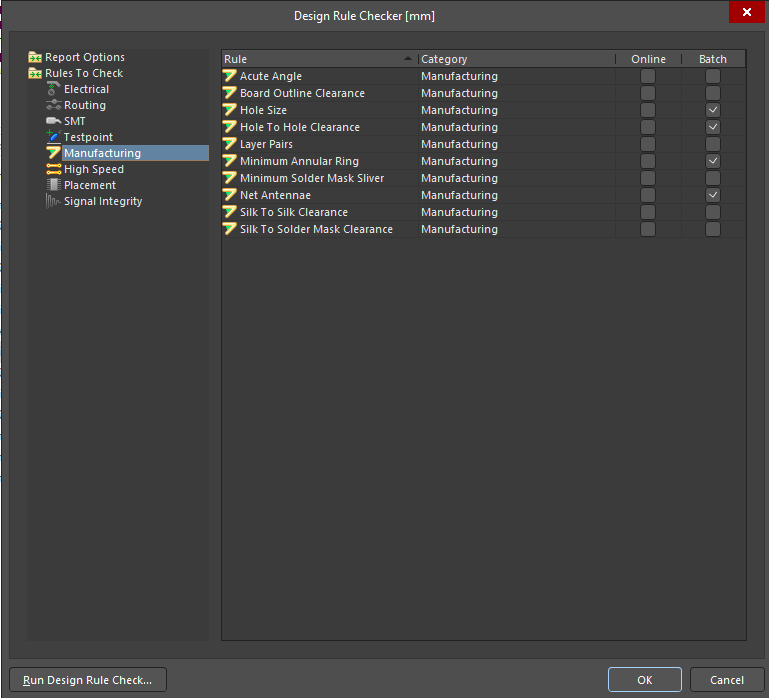 Design Rule Checker [mm]
Report Options
Rules To Check
Electrical
Routing
SMT
Testpoint
Manufacturing
High Speed
Placement
Signal Integrity
Rule Category Online Batch
Acute Angle Manufacturing
Board Outline Clearance Manufacturing
Hole Size Manufacturing
Hole To Hole Clearance Manufacturing
Layer Pairs Manufacturing
Minimum Annular Ring Manufacturing
Minimum Solder Mask Sliver Manufacturing
Net Antennae Manufacturing
Silk To Silk Clearance Manufacturing
Silk To Solder Mask Clearance Manufacturing
Run Design Rule Check... OK Cancel